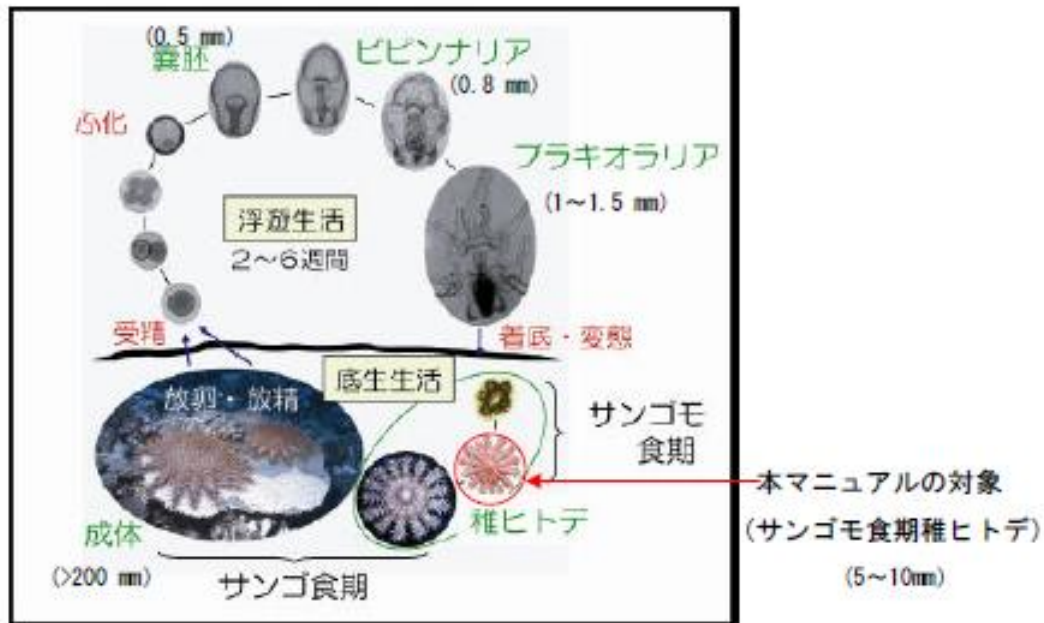 (0.5 mm)
嚢胚
ビピンナリア
(0.8 mm)
ふ化
ブラキオラリア
(1～1.5 mm)
浮遊生活
2～6週間
受精
着底・変態
底生生活
放卵・放精
サンゴモ
食期
本マニュアルの対象
(サンゴモ食期稚ヒトデ)
(5～10mm)
稚ヒトデ
成体
(>200 mm)
サンゴ食期